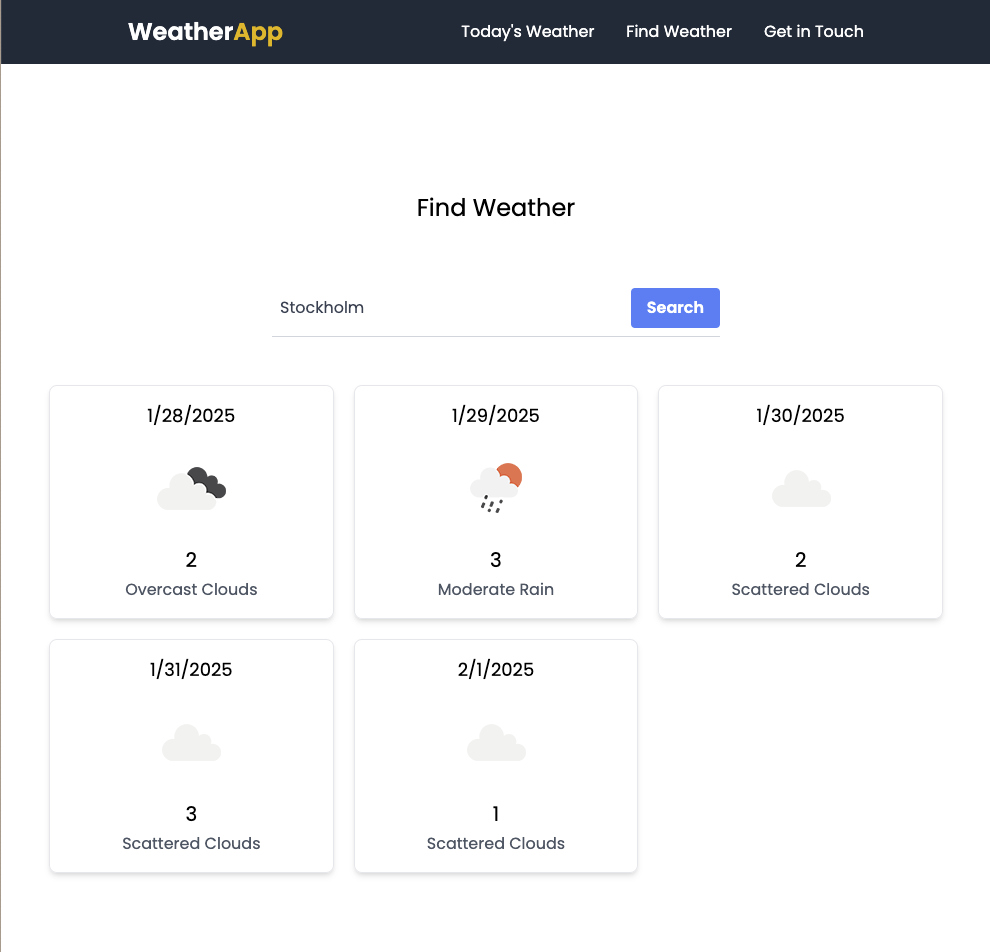 WeatherApp
Today's Weather
Find Weather
Get in Touch
Find Weather
Stockholm
Search
1/28/2025
2
Overcast Clouds
1/29/2025
3
Moderate Rain
1/30/2025
2
Scattered Clouds
1/31/2025
3
Scattered Clouds
2/1/2025
1
Scattered Clouds